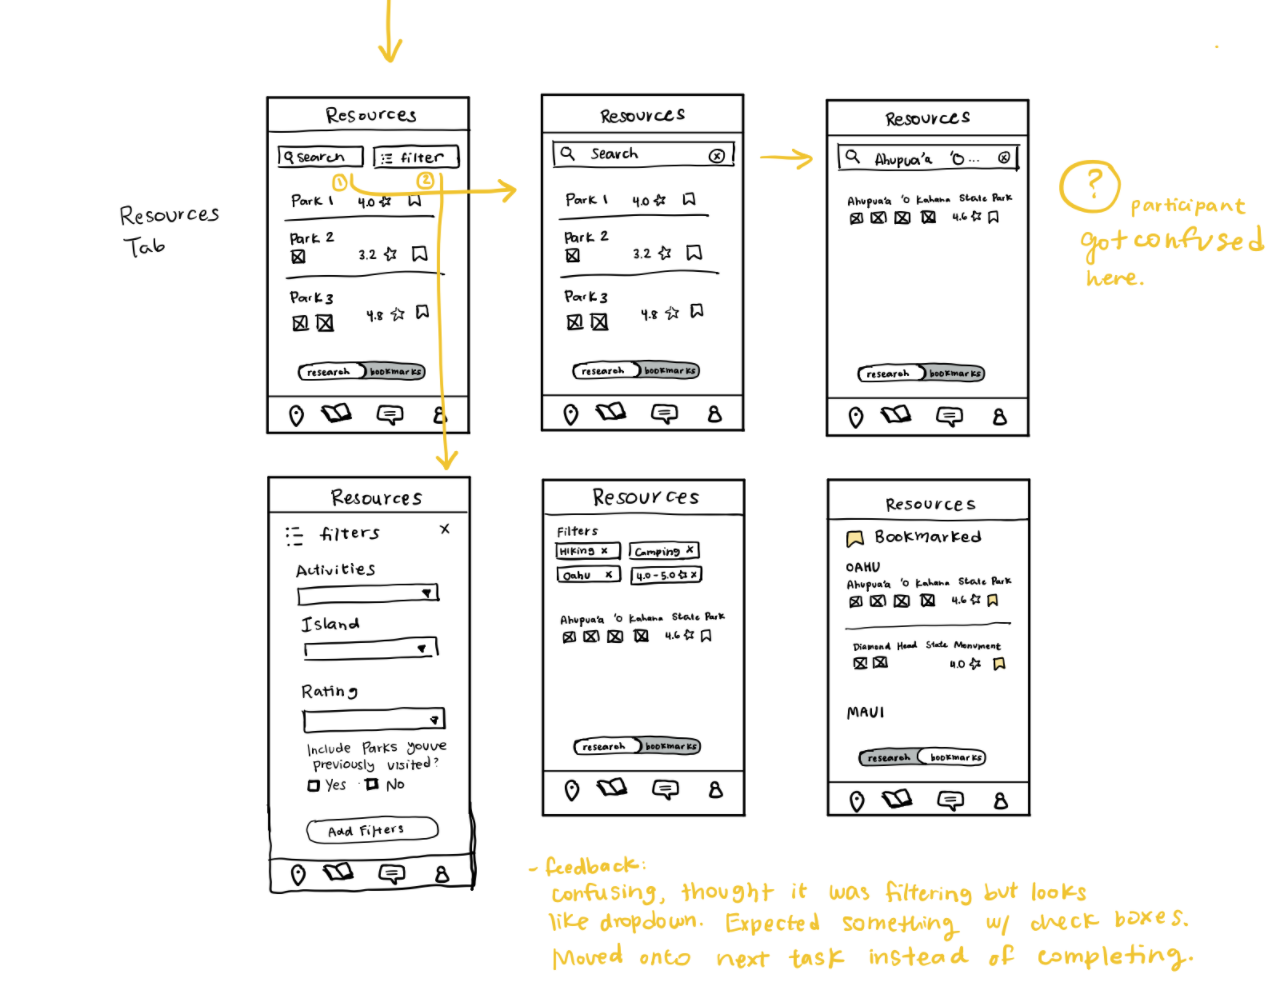 Resources
Tab
Resources
search
filter
1
2
Park 1 4.0
Park 2
3.2
Park 3
4.8
research bookmarks
Resources
Search
Park 1 4.0
Park 2
3.2
Park 3
4.8
research bookmarks
Resources
Ahupua'a 'O ...
Ahupua'a 'O Kahana State Park
4.6
research bookmarks
?
participant
got confused
here.
Resources
filters X
Activities
Island
Rating
Include Parks youve
previously visited?
Yes No
Add Filters
Resources
Filters
Hiking x Camping x
Oahu x 4.0-5.0 x
Ahupua'a 'O Kahana State Park
4.6
research bookmarks
Resources
Bookmarked
OAHU
Ahupua'a 'O Kahana State Park
4.6
Diamond Head State Monument
4.0
MAUI
research bookmarks
- feedback:
confusing, thought it was filtering but looks
like dropdown. Expected something w/ check boxes.
Moved onto next task instead of completing.